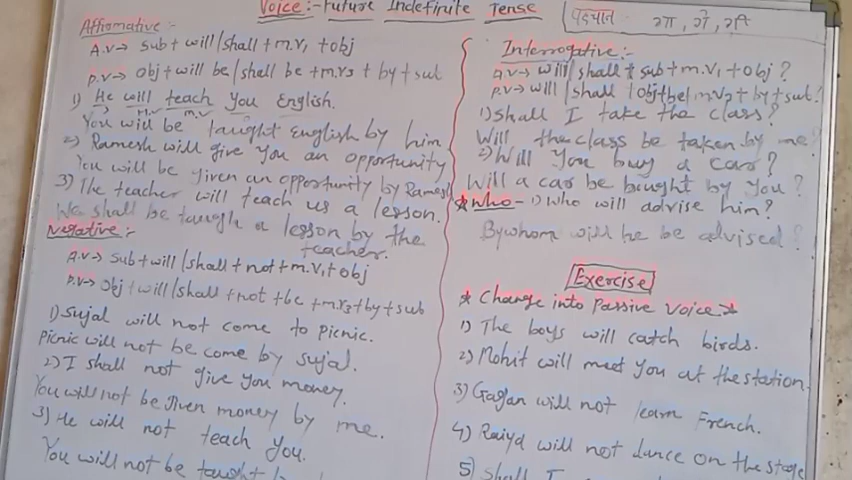 Voice:- Future Indefinite Tense
पहचान गा, गे, गी
Affirmative:-
A.V→ sub + will/shall + m.v1 + obj
P.V→ obj + will be/shall be + m.v3 + by + sub
1) He will teach you English.
H.V m.v
You will be taught English by him
2) Ramesh will give you an opportunity
You will be given an opportunity by Ramesh
3) The teacher will teach us a lesson.
We shall be taugh a lesson by the
teacher.
Negative:-
A.V→ sub + will/shall + not + m.v1 + obj
P.V→ obj + will/shall + not + be + m.v3 + by + sub
1) Sujal will not come to picnic.
Picnic will not be come by sujal.
2) I shall not give you money.
You will not be given money by me.
3) He will not teach you.
You will not be taught
Interrogative:-
A.V→ will/shall + sub + m.v1 + obj?
P.V→ will/shall + obj + be + m.v3 + by + sub?
1) Shall I take the class?
Will the class be taken by me?
2) Will you buy a car?
Will a car be bought by you?
* Who - 1) Who will advise him?
By whom will he be advised?
Exercise
* Change into Passive Voice:-*
1) The boys will catch birds.
2) Mohit will meet you at the station.
3) Gagan will not learn French.
4) Raiya will not dance on the stage
5) Shall I